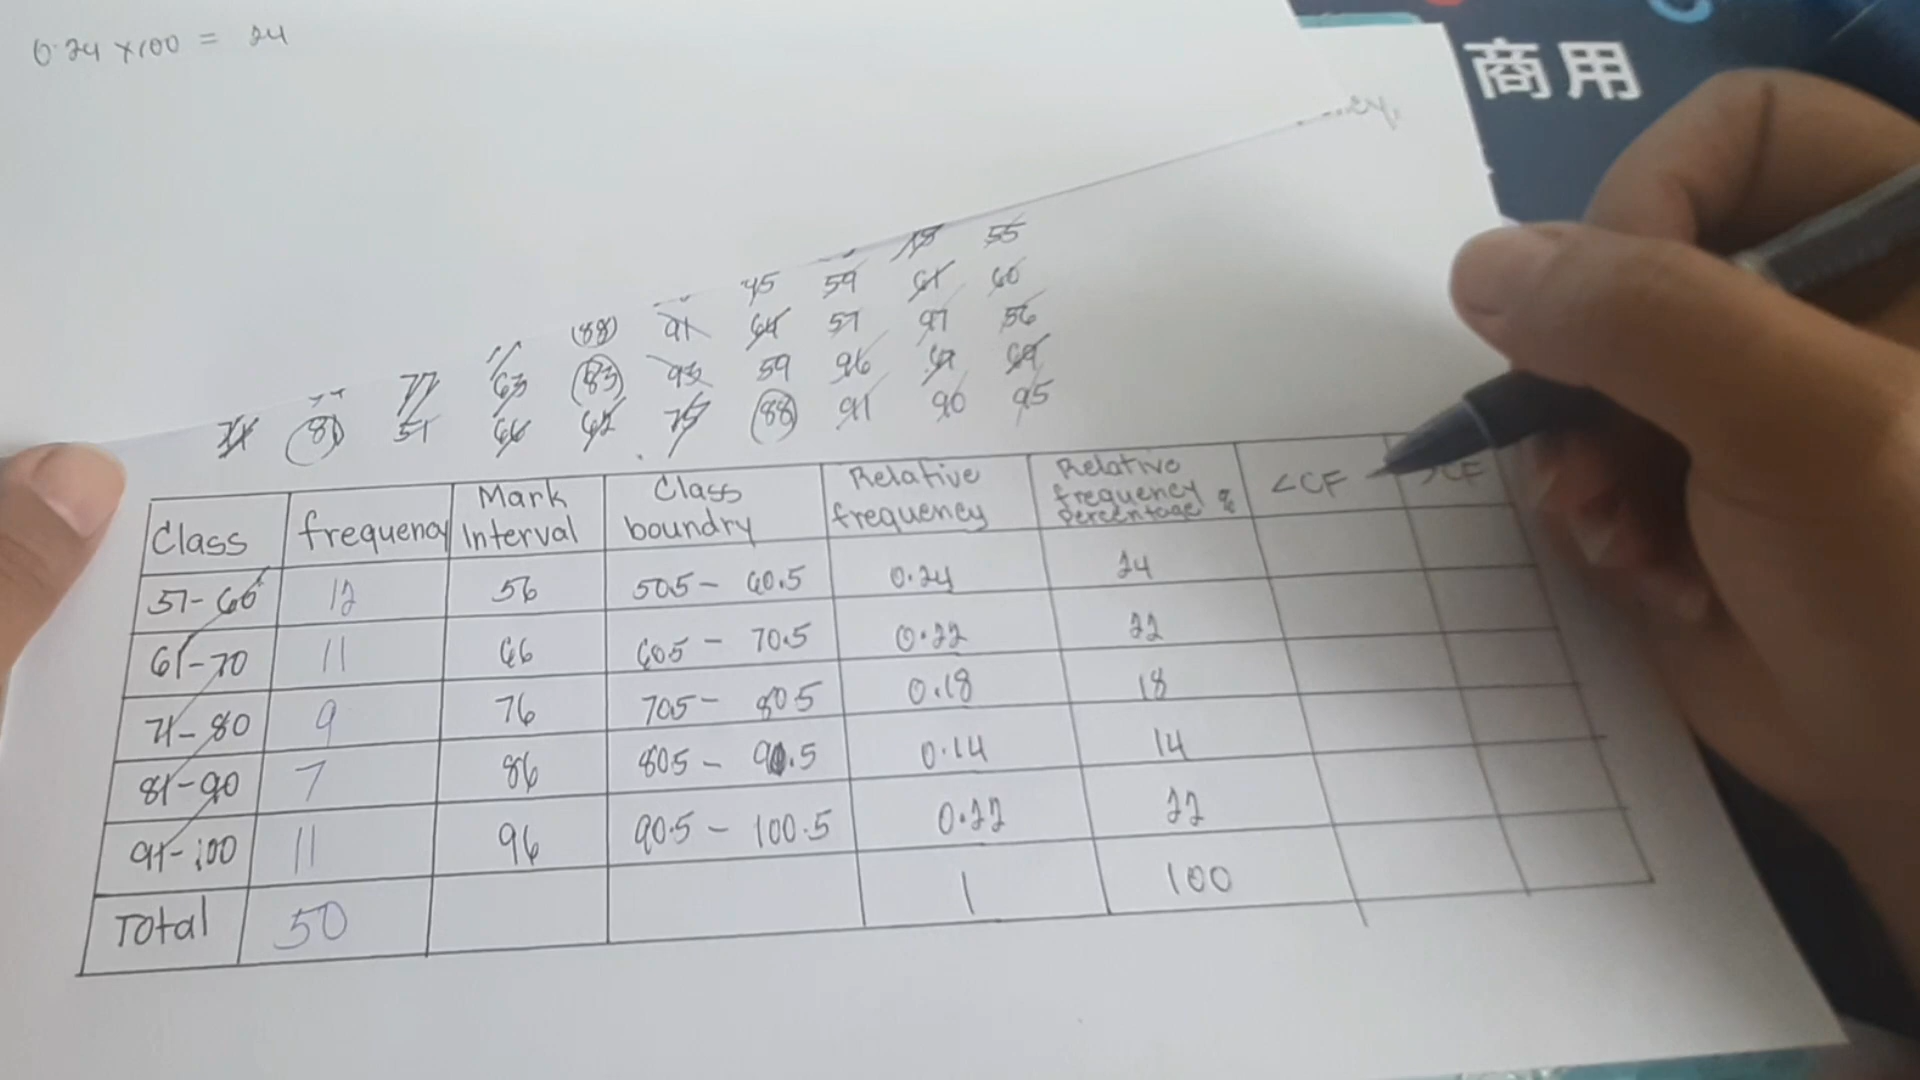 0.24 x100 = 24
商用
55
45 59 61 60
(88) 91 64 57 97 56
77 63 (83) 93 59 96 69
(81) 51 66 62 75 (88) 91 90 95
Class frequency Mark Interval Class boundry Relative frequency Relative frequency percentage % <CF >CF
51-60 12 56 50.5 - 60.5 0.24 24
61-70 11 66 60.5 - 70.5 0.22 22
71-80 9 76 70.5 - 80.5 0.18 18
81-90 7 86 80.5 - 90.5 0.14 14
91-100 11 96 90.5 - 100.5 0.22 22
Total 50 1 100